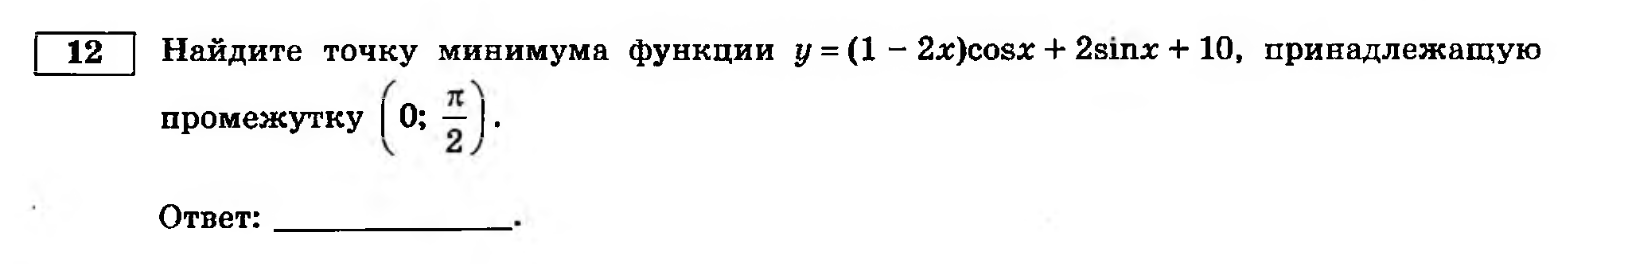 12 Найдите точку минимума функции y = (1 − 2x)cosx + 2sinx + 10, принадлежащую
промежутку (0; π/2).
Ответ: ____________.